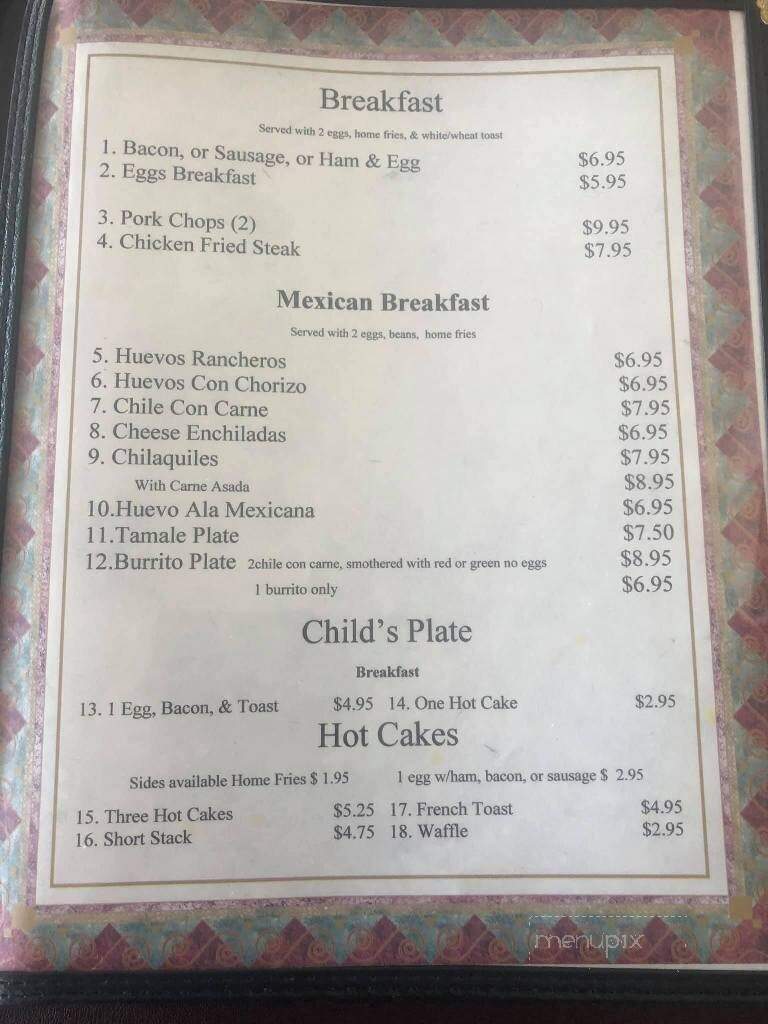 Breakfast
Served with 2 eggs, home fries, & white/wheat toast
1. Bacon, or Sausage, or Ham & Egg $6.95
2. Eggs Breakfast $5.95
3. Pork Chops (2) $9.95
4. Chicken Fried Steak $7.95
Mexican Breakfast
Served with 2 eggs, beans, home fries
5. Huevos Rancheros $6.95
6. Huevos Con Chorizo $6.95
7. Chile Con Carne $7.95
8. Cheese Enchiladas $6.95
9. Chilaquiles $7.95
With Carne Asada $8.95
10.Huevo Ala Mexicana $6.95
11.Tamale Plate $7.50
12.Burrito Plate 2chile con carne, smothered with red or green no eggs $8.95
1 burrito only $6.95
Child's Plate
Breakfast
13. 1 Egg, Bacon, & Toast $4.95 14. One Hot Cake $2.95
Hot Cakes
Sides available Home Fries $ 1.95 1 egg w/ham, bacon, or sausage $ 2.95
15. Three Hot Cakes $5.25 17. French Toast $4.95
16. Short Stack $4.75 18. Waffle $2.95
menupix